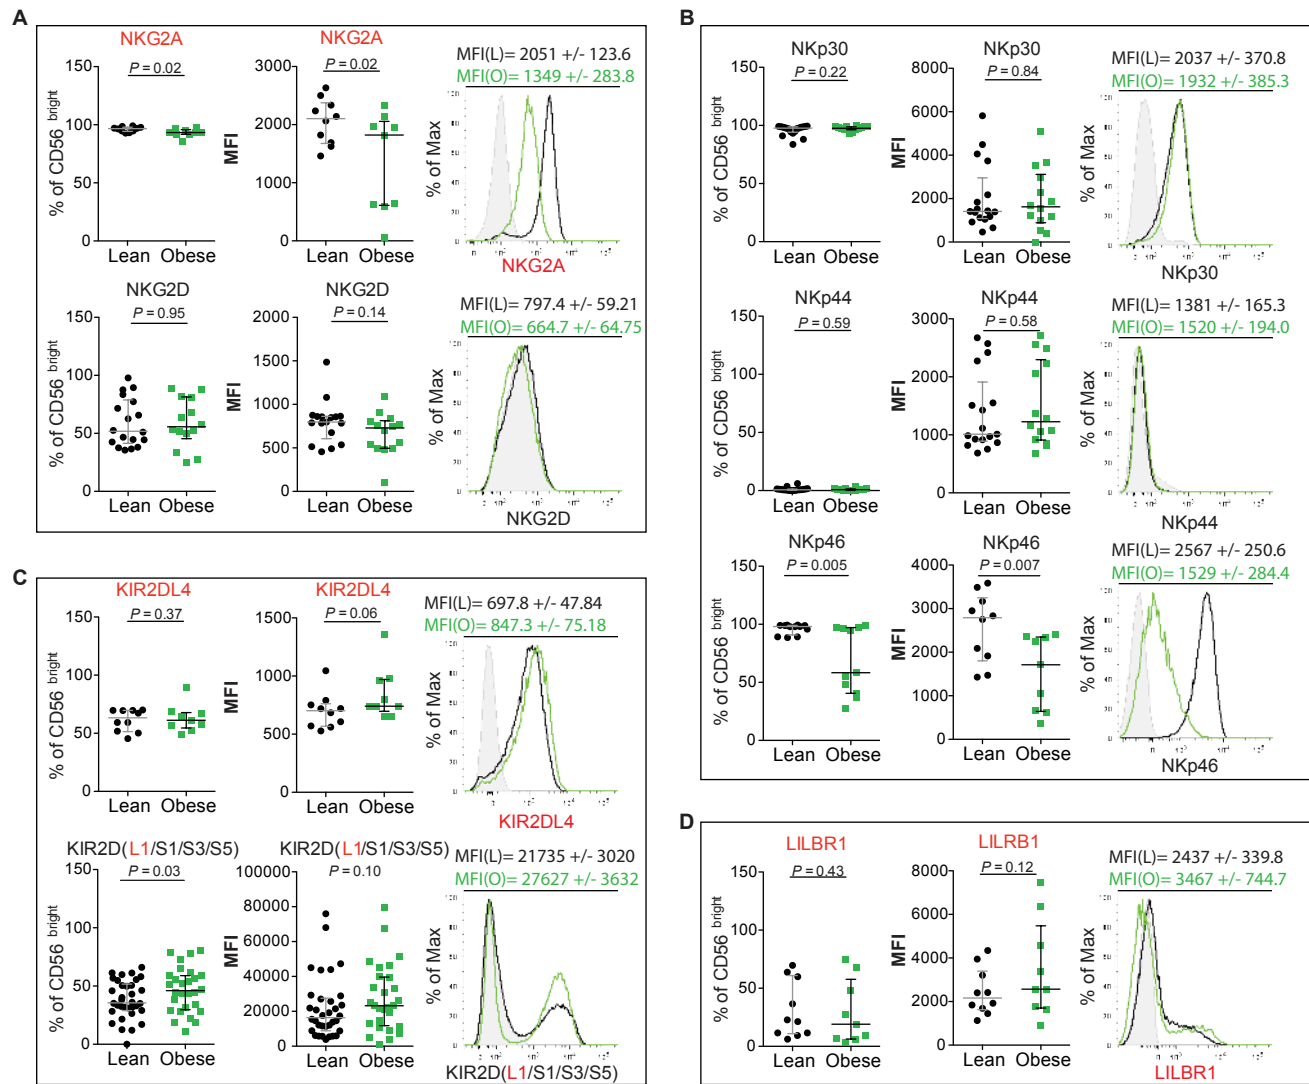 A
NKG2A
P = 0.02
% of CD56 bright
150
100
50
0
Lean Obese
NKG2A
P = 0.02
MFI
3000
2000
1000
0
Lean Obese
MFI(L)= 2051 +/- 123.6
MFI(O)= 1349 +/- 283.8
% of Max
NKG2A
NKG2D
P = 0.95
% of CD56 bright
150
100
50
0
Lean Obese
NKG2D
P = 0.14
MFI
2000
1500
1000
500
0
Lean Obese
MFI(L)= 797.4 +/- 59.21
MFI(O)= 664.7 +/- 64.75
% of Max
NKG2D
B
NKp30
P = 0.22
% of CD56 bright
150
100
50
0
Lean Obese
NKp30
P = 0.84
MFI
8000
6000
4000
2000
0
Lean Obese
MFI(L)= 2037 +/- 370.8
MFI(O)= 1932 +/- 385.3
% of Max
NKp30
NKp44
P = 0.59
% of CD56 bright
150
100
50
0
Lean Obese
NKp44
P = 0.58
MFI
3000
2000
1000
0
Lean Obese
MFI(L)= 1381 +/- 165.3
MFI(O)= 1520 +/- 194.0
% of Max
NKp44
NKp46
P = 0.005
% of CD56 bright
150
100
50
0
Lean Obese
NKp46
P = 0.007
MFI
4000
3000
2000
1000
0
Lean Obese
MFI(L)= 2567 +/- 250.6
MFI(O)= 1529 +/- 284.4
% of Max
NKp46
C
KIR2DL4
P = 0.37
% of CD56 bright
150
100
50
0
Lean Obese
KIR2DL4
P = 0.06
MFI
1500
1000
500
0
Lean Obese
MFI(L)= 697.8 +/- 47.84
MFI(O)= 847.3 +/- 75.18
% of Max
KIR2DL4
KIR2D(L1/S1/S3/S5)
P = 0.03
% of CD56 bright
150
100
50
0
Lean Obese
KIR2D(L1/S1/S3/S5)
P = 0.10
MFI
100000
80000
60000
40000
20000
0
Lean Obese
MFI(L)= 21735 +/- 3020
MFI(O)= 27627 +/- 3632
% of Max
KIR2D(L1/S1/S3/S5)
D
LILBR1
P = 0.43
% of CD56 bright
150
100
50
0
Lean Obese
LILRB1
P = 0.12
MFI
8000
6000
4000
2000
0
Lean Obese
MFI(L)= 2437 +/- 339.8
MFI(O)= 3467 +/- 744.7
% of Max
LILBR1